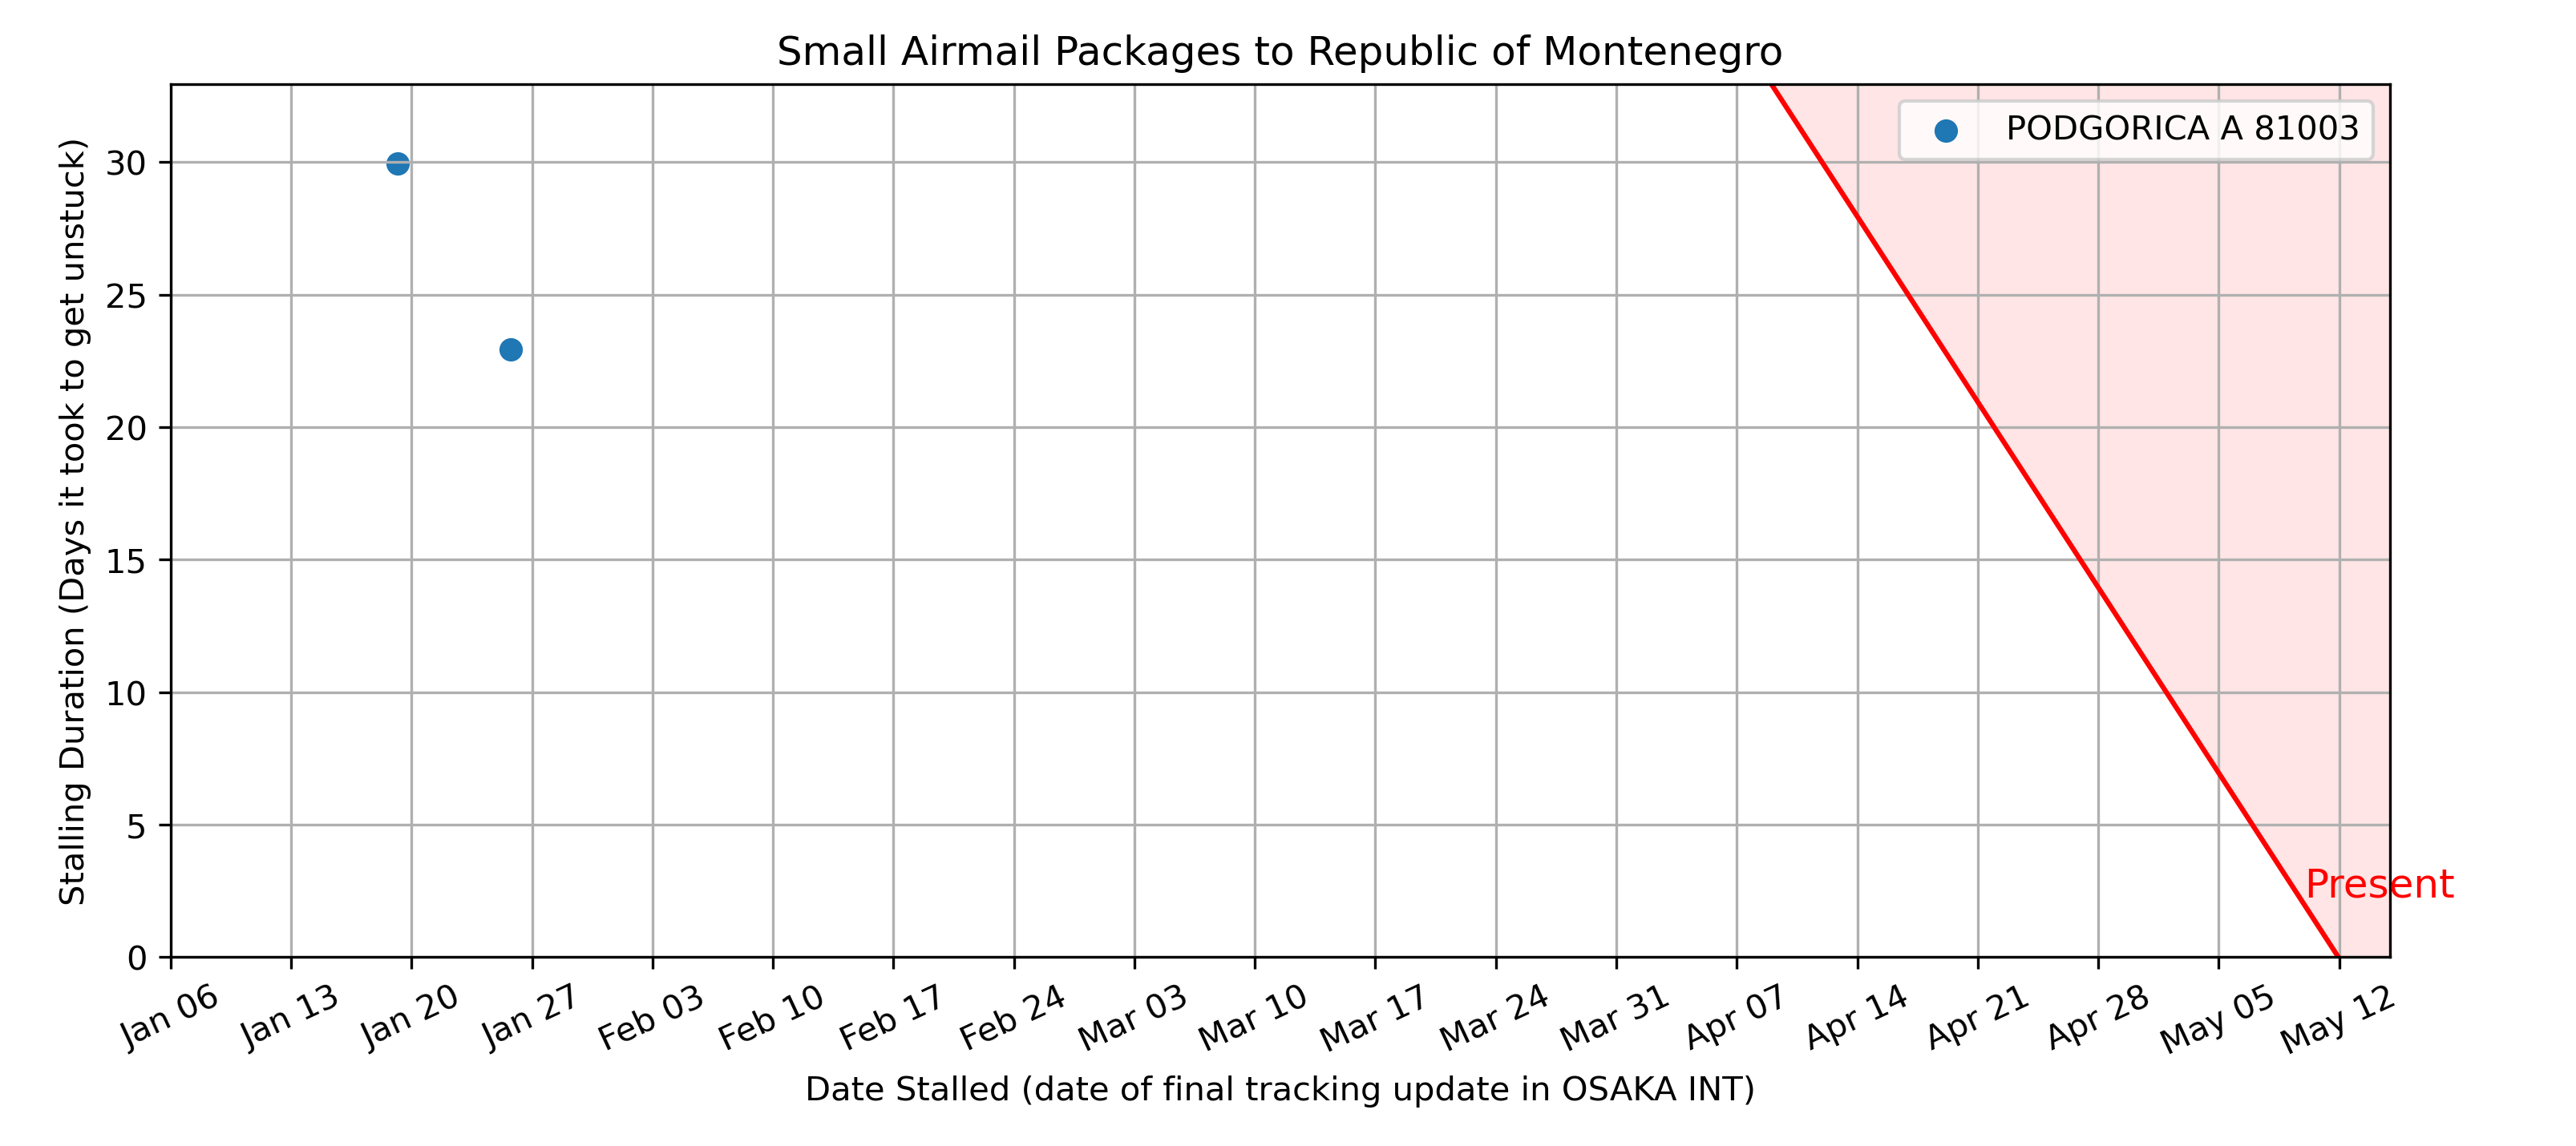 Small Airmail Packages to Republic of Montenegro
PODGORICA A 81003
Stalling Duration (Days it took to get unstuck)
30
25
20
15
10
5
0
Present
Jan 06
Jan 13
Jan 20
Jan 27
Feb 03
Feb 10
Feb 17
Feb 24
Mar 03
Mar 10
Mar 17
Mar 24
Mar 31
Apr 07
Apr 14
Apr 21
Apr 28
May 05
May 12
Date Stalled (date of final tracking update in OSAKA INT)